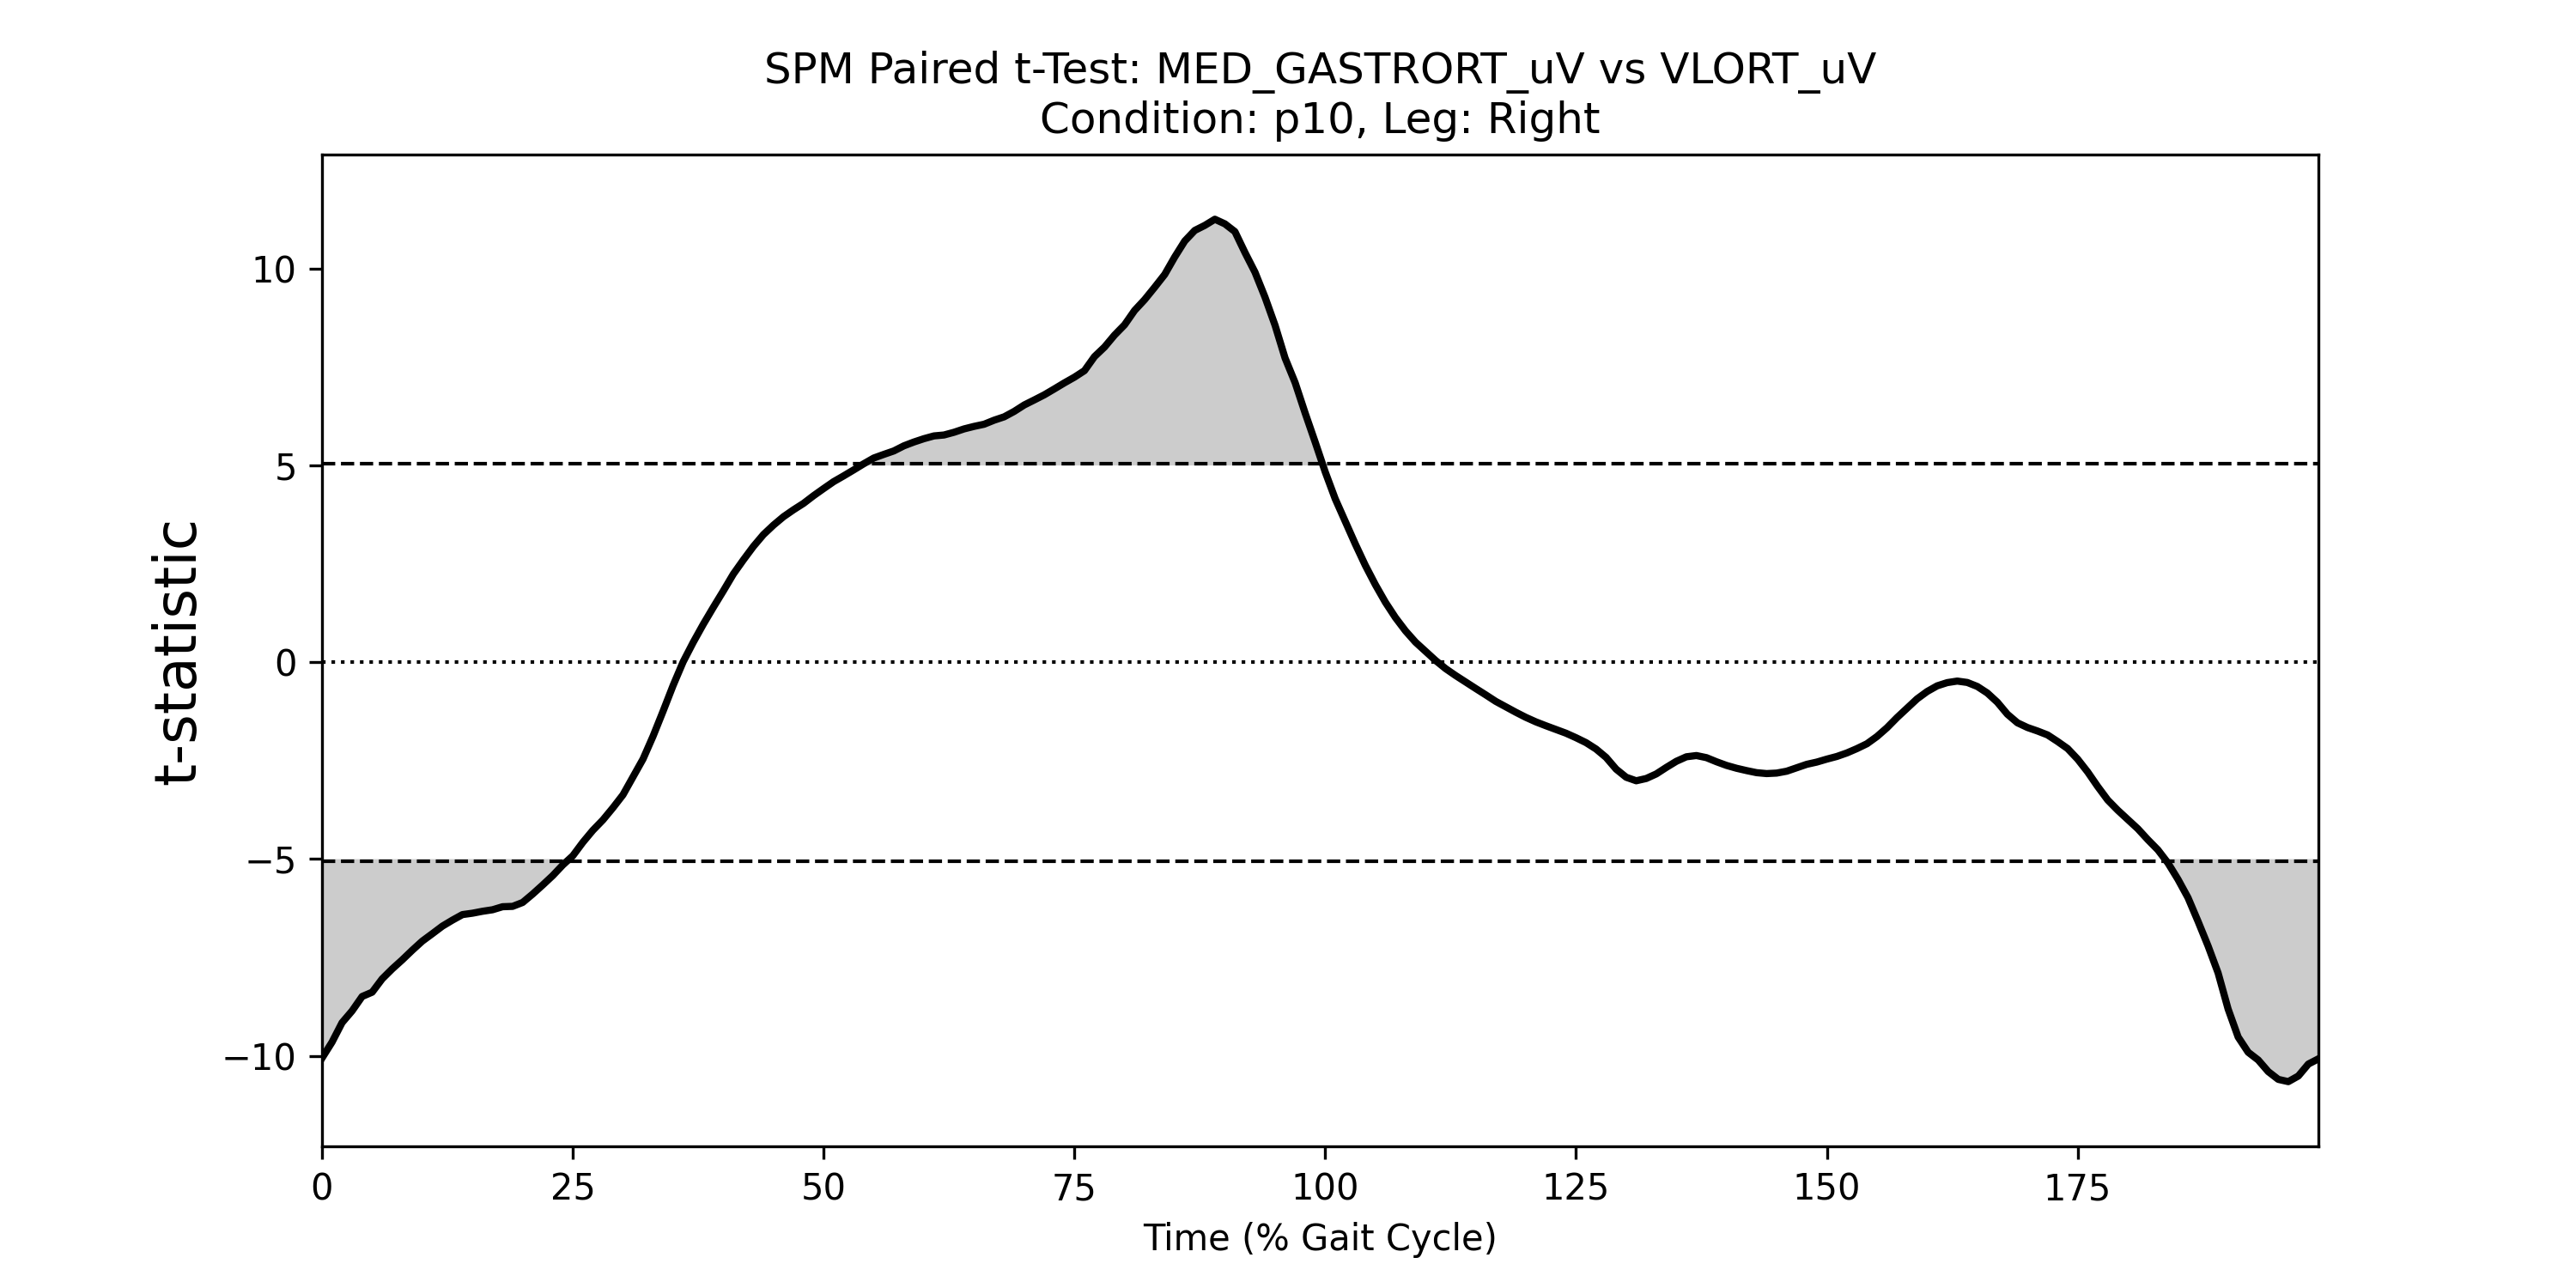 SPM Paired t-Test: MED_GASTRORT_uV vs VLORT_uV
Condition: p10, Leg: Right
t-statistic
10
5
0
−5
−10
0 25 50 75 100 125 150 175
Time (% Gait Cycle)